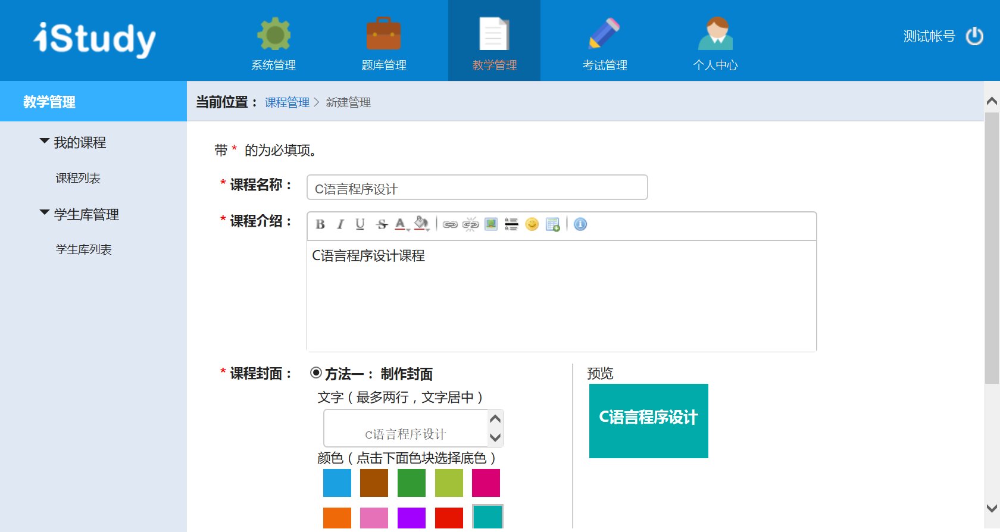 iStudy
系统管理
题库管理
教学管理
考试管理
个人中心
测试帐号
教学管理
我的课程
课程列表
学生库管理
学生库列表
当前位置： 课程管理 > 新建管理
带 * 的为必填项。
* 课程名称： C语言程序设计
* 课程介绍：
B I U S A
C语言程序设计课程
* 课程封面： 方法一： 制作封面
文字（最多两行，文字居中）
C语言程序设计
颜色（点击下面色块选择底色）
预览
C语言程序设计